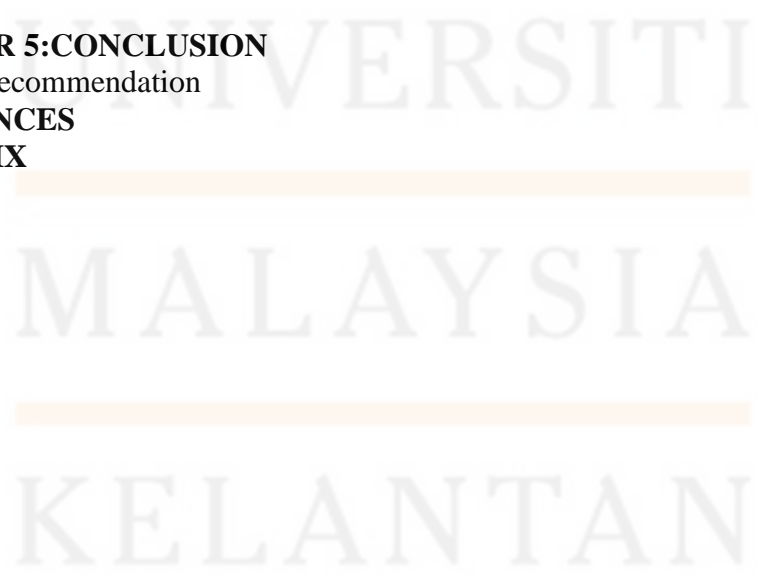 R 5:CONCLUSION
ecommendation
NCES
IX
UNIVERSITI
MALAYSIA
KELANTAN